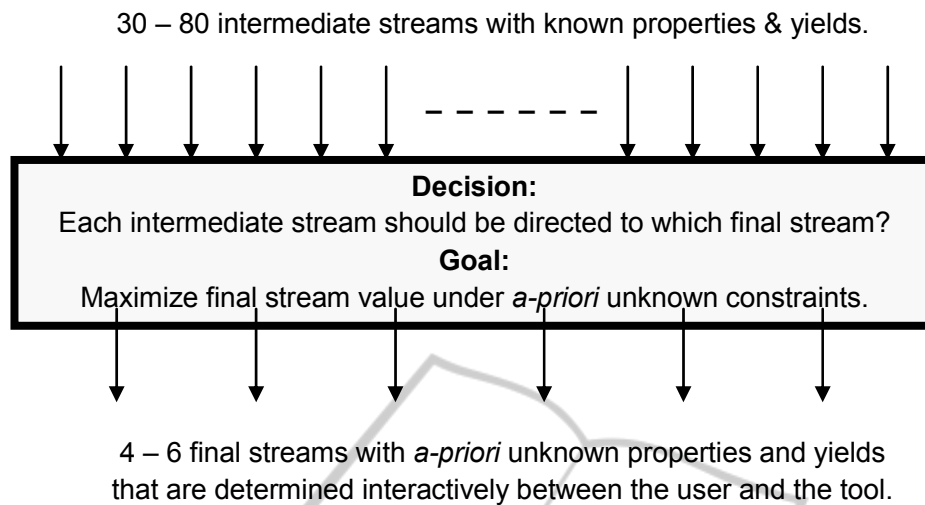 30 – 80 intermediate streams with known properties & yields.
Decision:
Each intermediate stream should be directed to which final stream?
Goal:
Maximize final stream value under a-priori unknown constraints.
4 – 6 final streams with a-priori unknown properties and yields
that are determined interactively between the user and the tool.